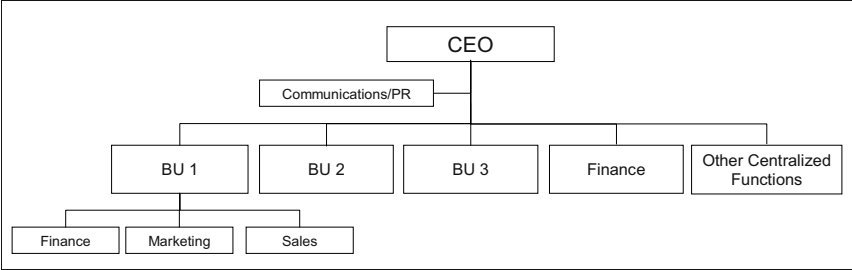 CEO
Communications/PR
BU 1
BU 2
BU 3
Finance
Other Centralized
Functions
Finance
Marketing
Sales